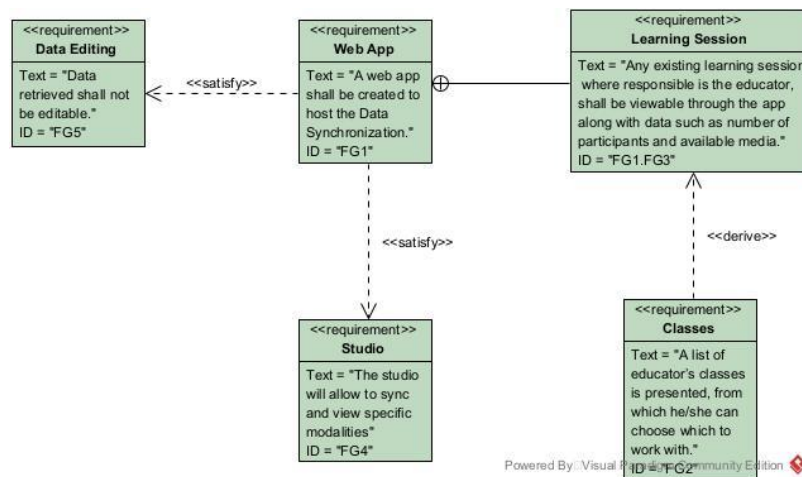 <<requirement>>
Data Editing
Text = "Data
retrieved shall not
be editable."
ID = "FG5"
<<satisfy>>
<<requirement>>
Web App
Text = "A web app
shall be created to
host the Data
Synchronization."
ID = "FG1"
<<requirement>>
Learning Session
Text = "Any existing learning session
where responsible is the educator,
shall be viewable through the app
along with data such as number of
participants and available media."
ID = "FG1.FG3"
<<satisfy>>
<<derive>>
<<requirement>>
Studio
Text = "The studio
will allow to sync
and view specific
modalities"
ID = "FG4"
<<requirement>>
Classes
Text = "A list of
educator's classes
is presented, from
which he/she can
choose which to
work with."
ID = "FG2"
Powered By Visual Paradigm Community Edition